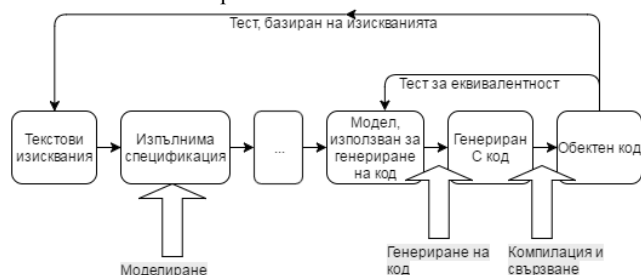 Тест, базиран на изискванията
Тест за еквивалентност
Текстови
изисквания
Изпълнима
спецификация
...
Модел,
използван за
генериране
на код
Генериран
C код
Обектен код
Моделиране
Генериране на
код
Компилация и
свързване